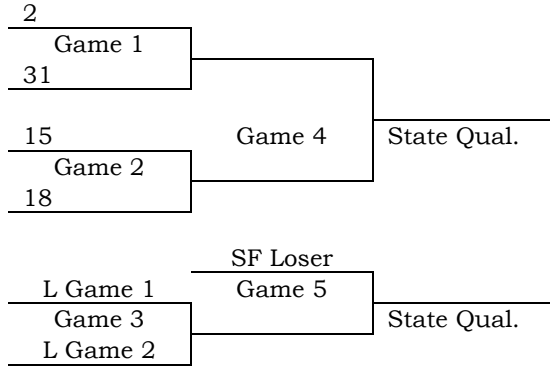 2
Game 1
31
15
Game 4
State Qual.
Game 2
18
SF Loser
L Game 1
Game 5
Game 3
State Qual.
L Game 2